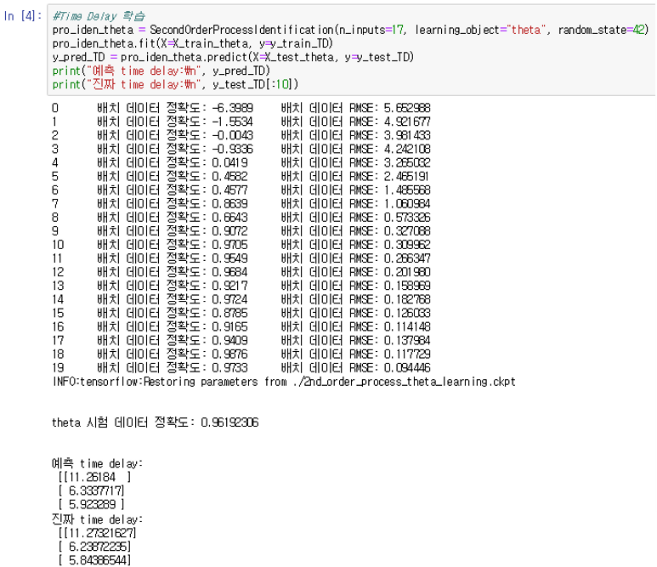 In [4]: #Time Delay 학습
pro_iden_theta = SecondOrderProcessIdentification(n_inputs=17, learning_object="theta", random_state=42)
pro_iden_theta.fit(X=X_train_theta, y=y_train_TD)
y_pred_TD = pro_iden_theta.predict(X=X_test_theta, y=y_test_TD)
print("예측 time delay:₩n", y_pred_TD)
print("진짜 time delay:₩n", y_test_TD[:10])
0 배치 데이터 정확도: -6.3989 배치 데이터 RMSE: 5.652988
1 배치 데이터 정확도: -1.5534 배치 데이터 RMSE: 4.921677
2 배치 데이터 정확도: -0.0043 배치 데이터 RMSE: 3.981433
3 배치 데이터 정확도: -0.9336 배치 데이터 RMSE: 4.242108
4 배치 데이터 정확도: 0.0419 배치 데이터 RMSE: 3.265032
5 배치 데이터 정확도: 0.4582 배치 데이터 RMSE: 2.465191
6 배치 데이터 정확도: 0.4577 배치 데이터 RMSE: 1.485568
7 배치 데이터 정확도: 0.8639 배치 데이터 RMSE: 1.060984
8 배치 데이터 정확도: 0.6643 배치 데이터 RMSE: 0.573326
9 배치 데이터 정확도: 0.9072 배치 데이터 RMSE: 0.327088
10 배치 데이터 정확도: 0.9705 배치 데이터 RMSE: 0.309962
11 배치 데이터 정확도: 0.9549 배치 데이터 RMSE: 0.266347
12 배치 데이터 정확도: 0.9684 배치 데이터 RMSE: 0.201980
13 배치 데이터 정확도: 0.9217 배치 데이터 RMSE: 0.158969
14 배치 데이터 정확도: 0.9724 배치 데이터 RMSE: 0.182768
15 배치 데이터 정확도: 0.8785 배치 데이터 RMSE: 0.126033
16 배치 데이터 정확도: 0.9165 배치 데이터 RMSE: 0.114148
17 배치 데이터 정확도: 0.9409 배치 데이터 RMSE: 0.137984
18 배치 데이터 정확도: 0.9876 배치 데이터 RMSE: 0.117729
19 배치 데이터 정확도: 0.9733 배치 데이터 RMSE: 0.094446
INFO:tensorflow:Restoring parameters from ./2nd_order_process_theta_learning.ckpt
theta 시험 데이터 정확도: 0.96192306
예측 time delay:
[[11.26184 ]
[ 6.3337717]
[ 5.923289 ]
진짜 time delay:
[[11.27321627]
[ 6.23872235]
[ 5.84386544]